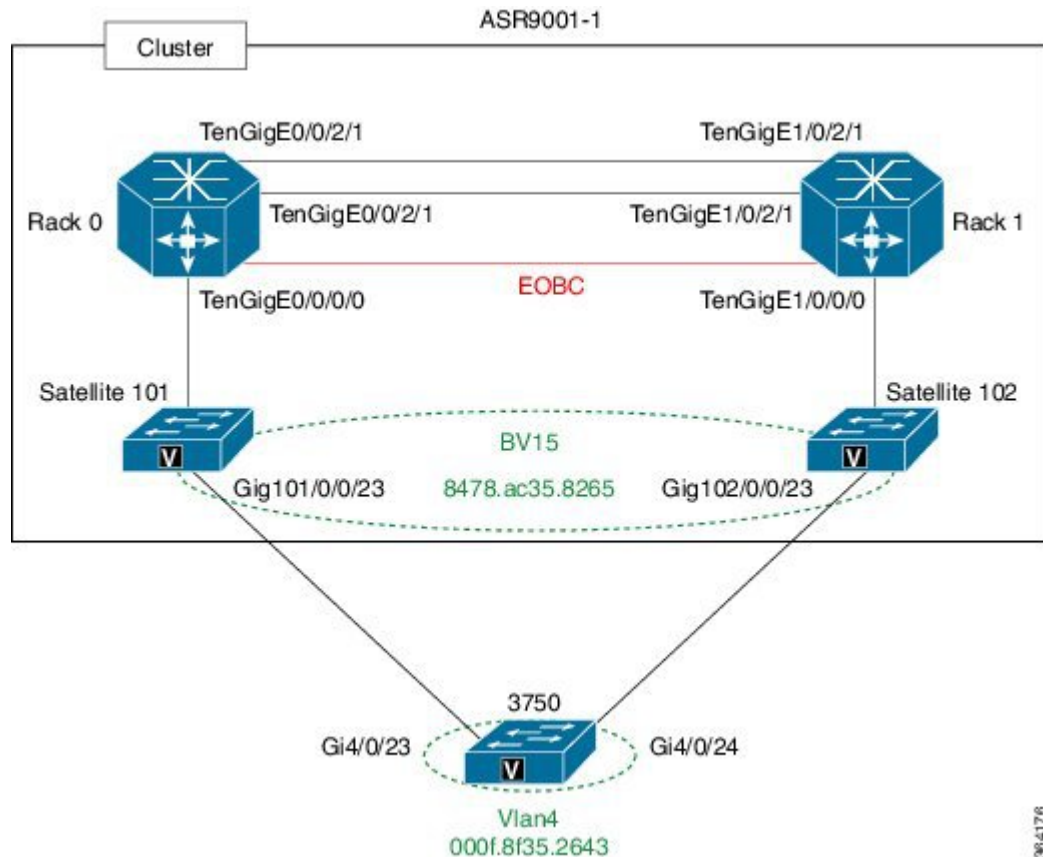 ASR9001-1
Cluster
TenGigE0/0/2/1
TenGigE1/0/2/1
Rack 0
TenGigE0/0/2/1
TenGigE1/0/2/1
Rack 1
EOBC
TenGigE0/0/0/0
TenGigE1/0/0/0
Satellite 101
Satellite 102
BV15
V
V
Gig101/0/0/23
8478.ac35.8265
Gig102/0/0/23
3750
Gi4/0/23
Gi4/0/24
V
Vlan4
000f.8f35.2643
364176